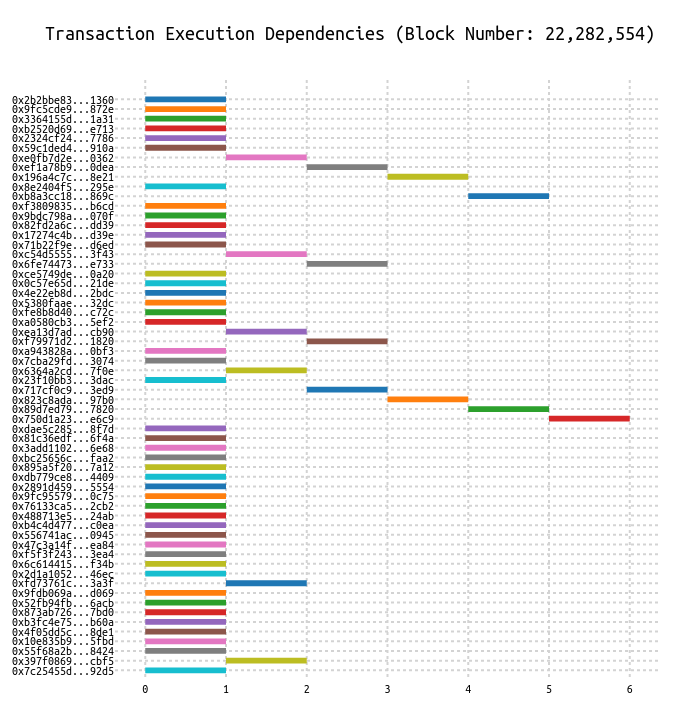 Transaction Execution Dependencies (Block Number: 22,282,554)
0x2b2bbe83...1360
0x9fc5cde9...872e
0x3364155d...1a31
0xb2520d69...e713
0x2324cf24...7786
0x59c1ded4...910a
0xe0fb7d2e...0362
0xef1a78b9...0dea
0x196a4c7c...8e21
0x8e2404f5...295e
0xb8a3cc18...869c
0xf3809835...b6cd
0x9bdc798a...070f
0x82fd2a6c...dd39
0x17274c4b...d39e
0x71b22f9e...d6ed
0xc54d5555...3f43
0x6fe74473...e733
0xce5749de...0a20
0x0c57e65d...21de
0x4e22eb8d...2bdc
0x5380faae...32dc
0xfe8b8d40...c72c
0xa0580cb3...5ef2
0xea13d7ad...cb90
0xf79971d2...1820
0xa943828a...0bf3
0x7cba29fd...3074
0x6364a2cf...7f0e
0x23f10bb3...3dac
0x717cf0c9...3ed9
0x823c8ada...97b0
0x89d7ed79...7820
0x750d1a23...e6c9
0xdae5c285...8f7d
0x81c36edf...6f4a
0x3add1102...6e68
0xbc25656c...faa2
0x895a5f20...7a12
0xdb779ce8...4409
0x2891d459...5554
0x9fc95579...0c75
0x76133ca5...2cb2
0x488713e5...24ab
0xb4c4d477...c0ea
0x556741ac...0945
0x47c3a14f...ea84
0xf5f3f243...3ea4
0x6c614415...f34b
0x2d1a1052...46ec
0xfd73761c...3a3f
0x9fdb069a...d069
0x52fb94fb...6acb
0x873ab726...7bd0
0xb3fc4e75...b60a
0x4f05dd5c...8de1
0x10e835b9...5fbd
0x55f68a2b...8424
0x397f0869...cbf5
0x7c25455d...92d5
0 1 2 3 4 5 6